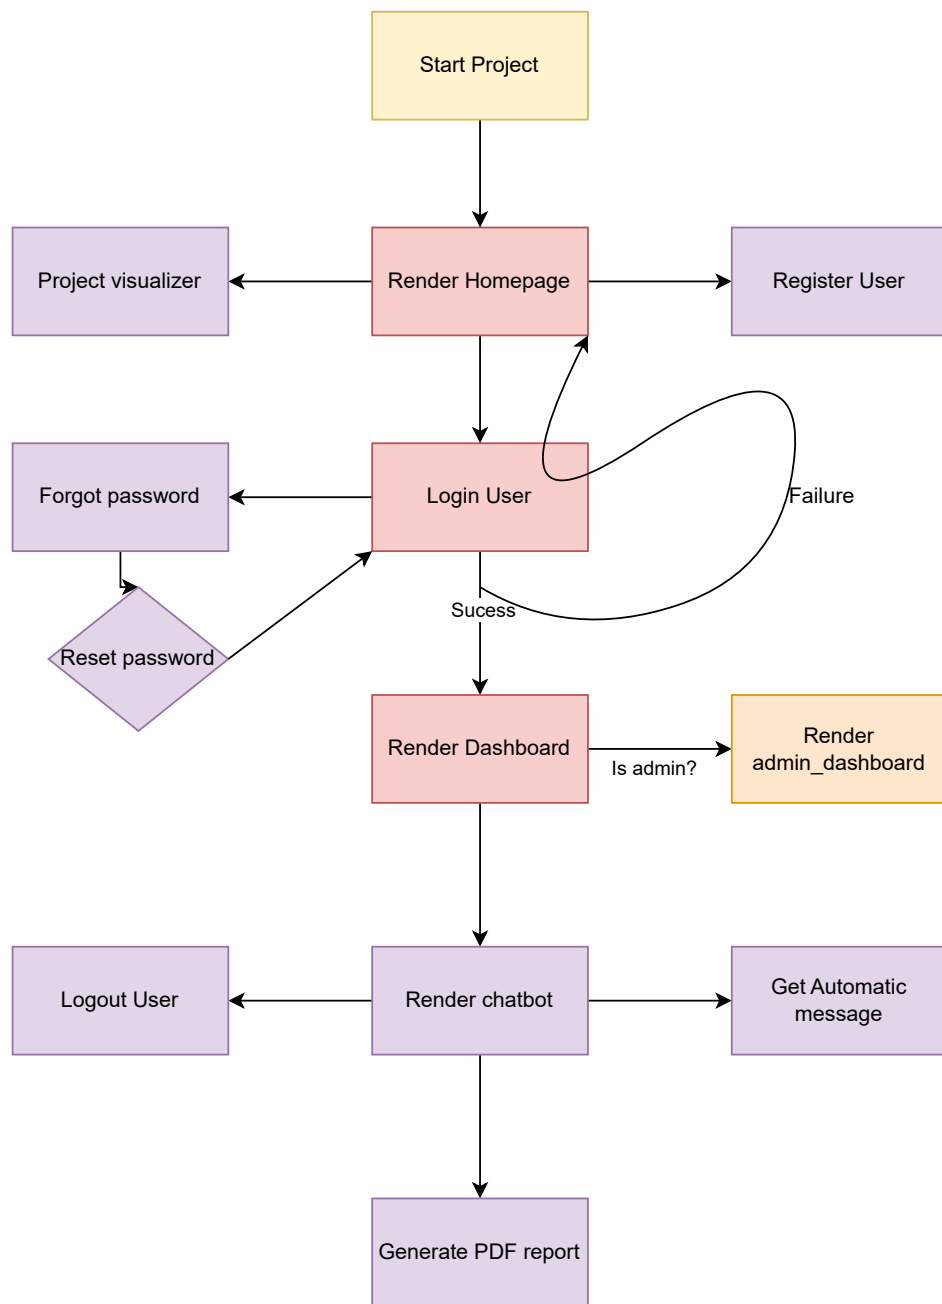 Start Project
Project visualizer
Render Homepage
Register User
Forgot password
Login User
Failure
Sucess
Reset password
Render Dashboard
Is admin?
Render
admin_dashboard
Logout User
Render chatbot
Get Automatic
message
Generate PDF report